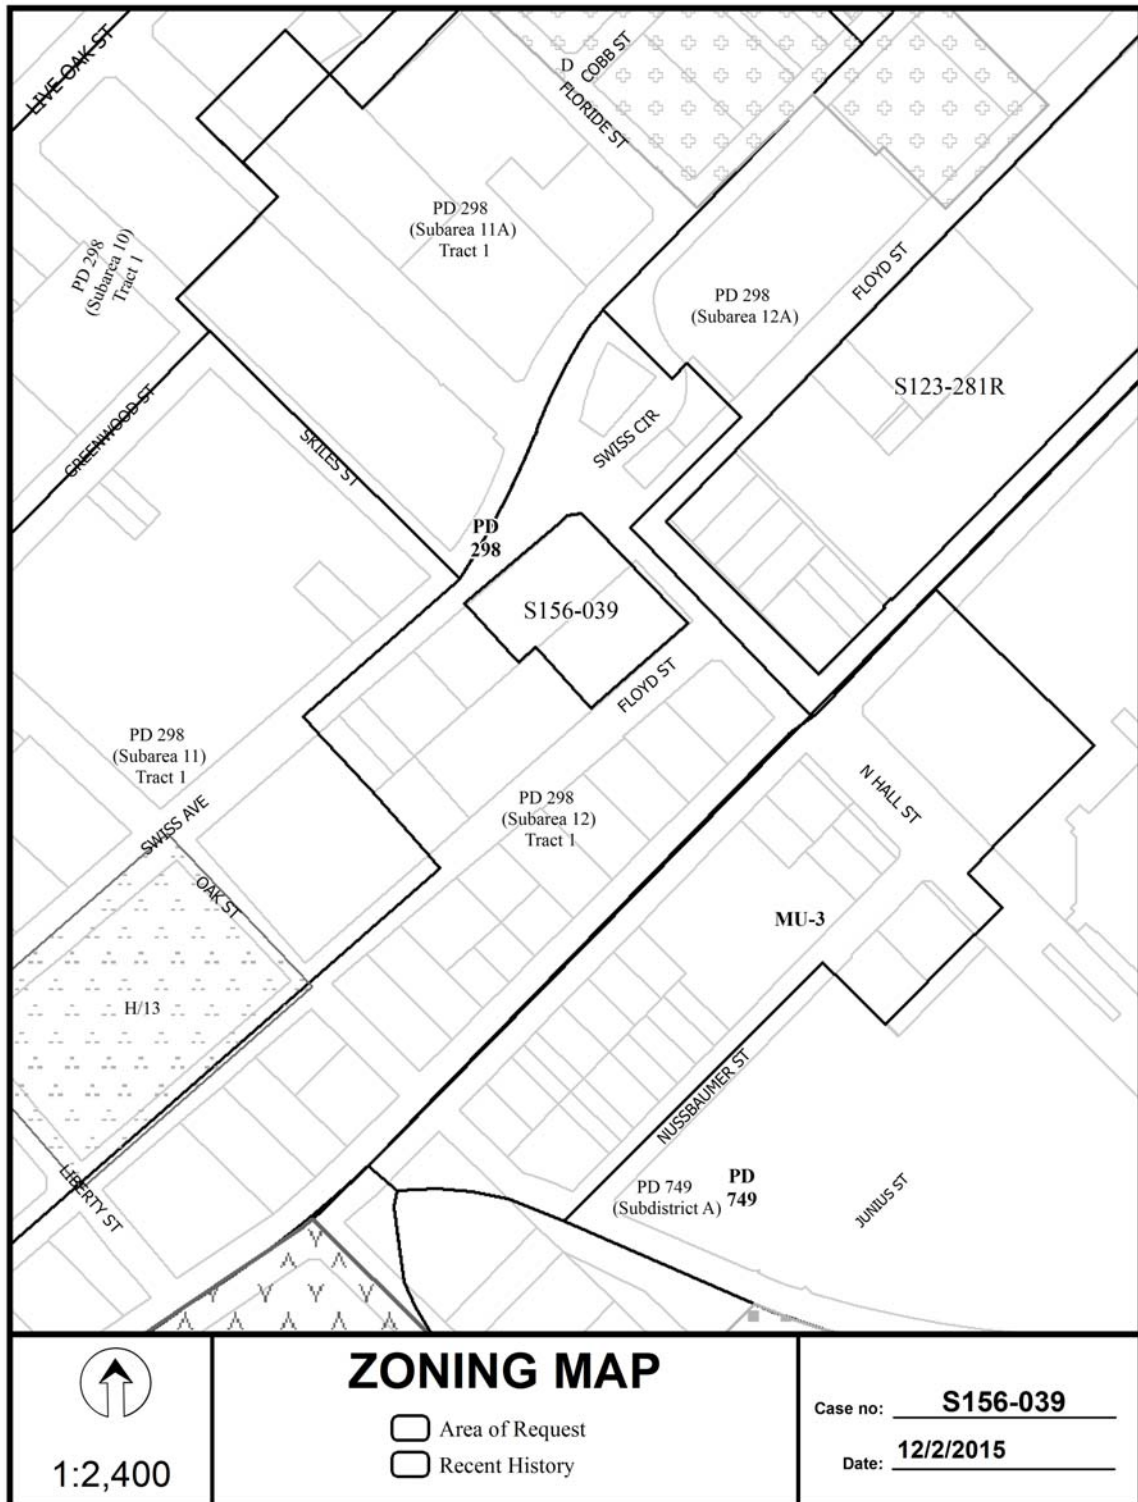 LIVE OAK ST
COBB ST
D
FLORIDE ST
PD 298
(Subarea 11A)
Tract 1
PD 298
(Subarea 10)
Tract 1
FLOYD ST
PD 298
(Subarea 12A)
S123-281R
GREENWOOD ST
SKILES ST
SWISS CIR
PD
298
S156-039
FLOYD ST
PD 298
(Subarea 11)
Tract 1
SWISS AVE
PD 298
(Subarea 12)
Tract 1
N HALL ST
OAK ST
MU-3
H/13
NUSSBAUMER ST
LIBERTY ST
PD 749
(Subdistrict A)
PD
749
JUNIUS ST
1:2,400
ZONING MAP
Area of Request
Recent History
Case no: S156-039
Date: 12/2/2015